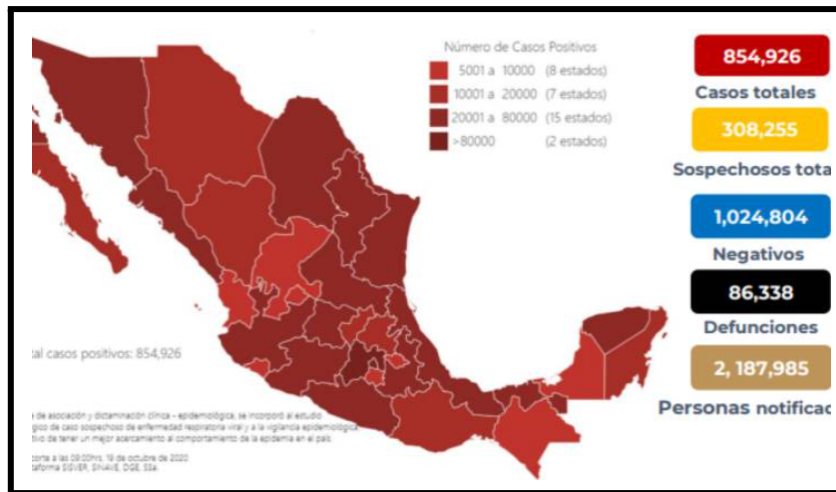 Número de Casos Positivos
5001 a 10000 (8 estados)
10001 a 20000 (7 estados)
20001 a 80000 (15 estados)
>80000 (2 estados)
854,926
Casos totales
308,255
Sospechosos tota
1,024,804
Negativos
86,338
Defunciones
2, 187,985
Personas notificad
tal casos positivos: 854,926
e de asociación y dictaminación clínica – epidemiológica, se incorporó al estudio
gico de caso sospechoso de enfermedad respiratoria viral y a la vigilancia epidemiológica
tivo de tener un mejor acercamiento al comportamiento de la epidemia en el país.
corte a las 09:00hrs, 19 de octubre de 2020
taforma SISVER, SINAVE, DGE, SSa.